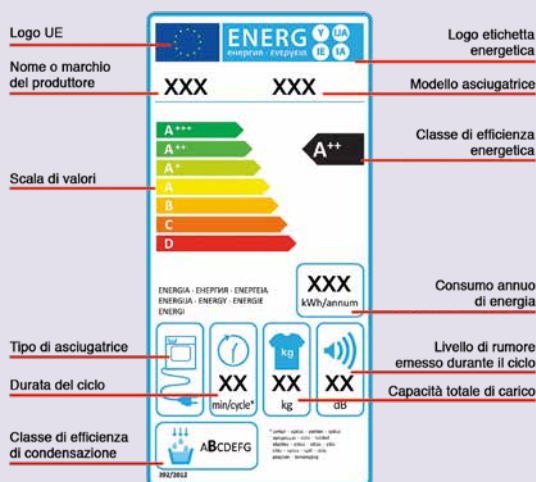 Logo UE
ENERG
енергия · ενεργεια
Y UA
IE IA
Logo etichetta
energetica
Nome o marchio
del produttore
XXX XXX
Modello asciugatrice
A+++
A++
A+
A
B
C
D
A++
Classe di efficienza
energetica
Scala di valori
ENERGIA · ЕНЕРГИЯ · ΕΝΕΡΓΕΙΑ
ENERGIJA · ENERGY · ENERGIE
ENERGI
XXX
kWh/annum
Consumo annuo
di energia
Tipo di asciugatrice
Durata del ciclo
XX
min/cycle*
kg
XX
kg
XX
dB
Livello di rumore
emesso durante il ciclo
Capacità totale di carico
Classe di efficienza
di condensazione
ABCDEFG
392/2012